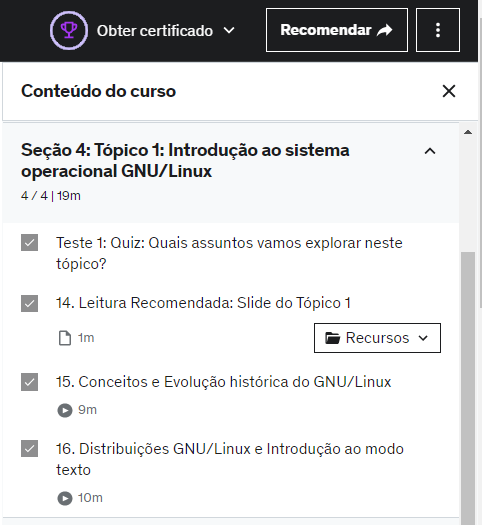 Obter certificado
Recomendar
Conteúdo do curso
Seção 4: Tópico 1: Introdução ao sistema
operacional GNU/Linux
4 / 4 | 19m
Teste 1: Quiz: Quais assuntos vamos explorar neste
tópico?
14. Leitura Recomendada: Slide do Tópico 1
1m
Recursos
15. Conceitos e Evolução histórica do GNU/Linux
9m
16. Distribuições GNU/Linux e Introdução ao modo
texto
10m